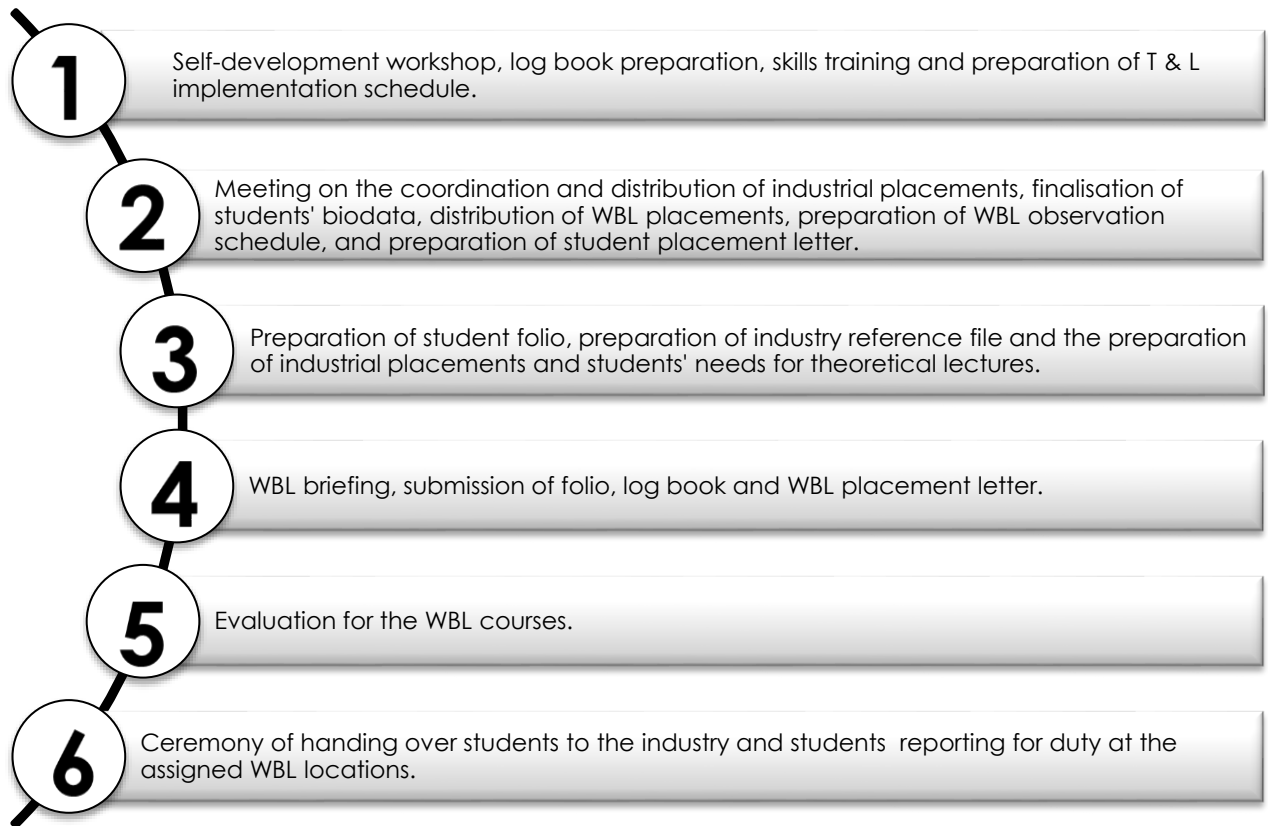 1
Self-development workshop, log book preparation, skills training and preparation of T & L
implementation schedule.
2
Meeting on the coordination and distribution of industrial placements, finalisation of
students' biodata, distribution of WBL placements, preparation of WBL observation
schedule, and preparation of student placement letter.
3
Preparation of student folio, preparation of industry reference file and the preparation
of industrial placements and students' needs for theoretical lectures.
4
WBL briefing, submission of folio, log book and WBL placement letter.
5
Evaluation for the WBL courses.
6
Ceremony of handing over students to the industry and students reporting for duty at the
assigned WBL locations.